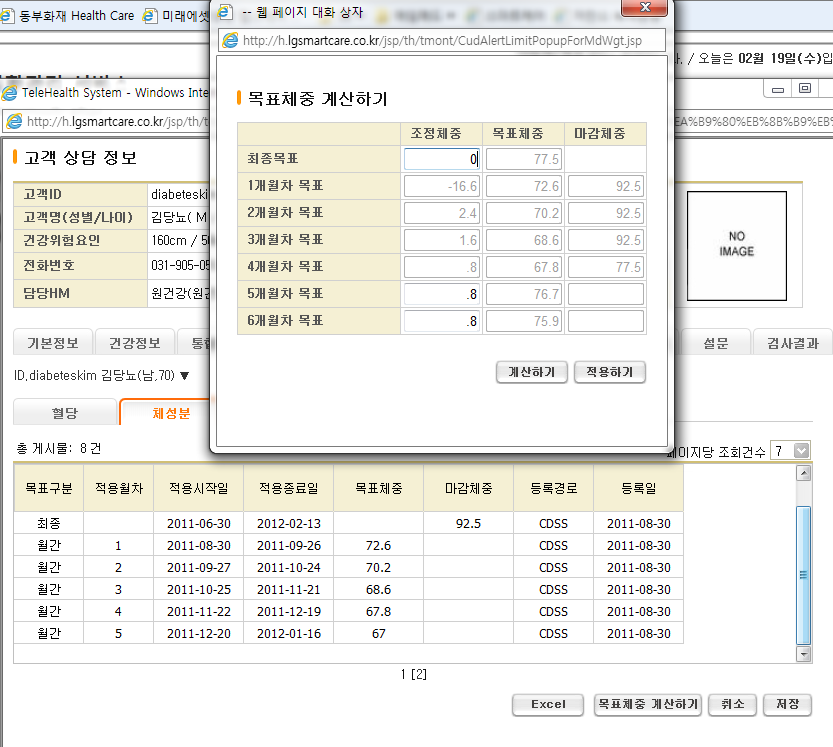 동부화재 Health Care 미래에셋
-- 웹 페이지 대화 상자
X
http://h.lgsmartcare.co.kr/jsp/th/tmont/CudAlertLimitPopupForMdWgt.jsp
/ 오늘은 02월 19일(수)입
TeleHealth System - Windows Inte
http://h.lgsmartcare.co.kr/jsp/th/t
EA%B9%80%EB%8B%B9%EB%
목표체중 계산하기
조정체중 목표체중 마감체중
최종목표 0 77.5
1개월차 목표 -16.6 72.6 92.5
2개월차 목표 2.4 70.2 92.5
3개월차 목표 1.6 68.6 92.5
4개월차 목표 .8 67.8 77.5
5개월차 목표 .8 76.7
6개월차 목표 .8 75.9
계산하기 적용하기
고객 상담 정보
고객ID diabeteski
고객명(성별/나이) 김당뇨( M
건강위험요인 160cm / 50
전화번호 031-905-05
담당HM 원건강(원건
NO
IMAGE
기본정보 건강정보 통합 설문 검사결과
ID,diabeteskim 김당뇨(남,70) ▼
혈당 체성분
총 게시물: 8 건
페이지당 조회건수 7
목표구분 적용월차 적용시작일 적용종료일 목표체중 마감체중 등록경로 등록일
최종 2011-06-30 2012-02-13 92.5 CDSS 2011-08-30
월간 1 2011-08-30 2011-09-26 72.6 CDSS 2011-08-30
월간 2 2011-09-27 2011-10-24 70.2 CDSS 2011-08-30
월간 3 2011-10-25 2011-11-21 68.6 CDSS 2011-08-30
월간 4 2011-11-22 2011-12-19 67.8 CDSS 2011-08-30
월간 5 2011-12-20 2012-01-16 67 CDSS 2011-08-30
1 [2]
Excel 목표체중 계산하기 취소 저장